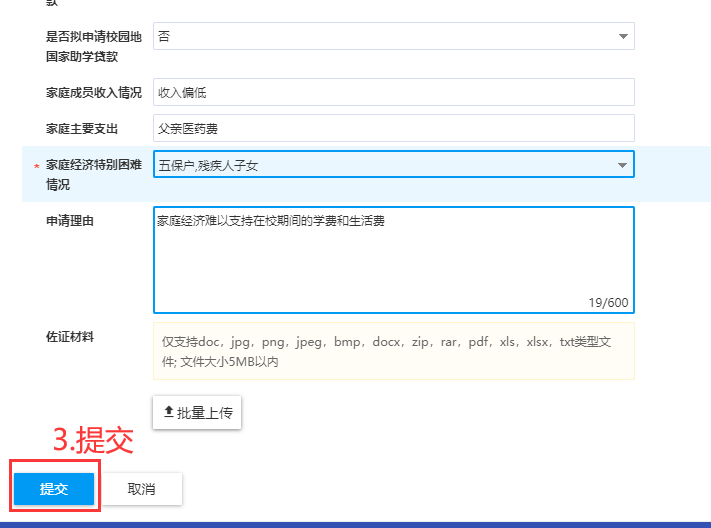 款
是否拟申请校园地
国家助学贷款
否
家庭成员收入情况
收入偏低
家庭主要支出
父亲医药费
* 家庭经济特别困难
情况
五保户,残疾人子女
申请理由
家庭经济难以支持在校期间的学费和生活费
19/600
佐证材料
仅支持doc，jpg，png，jpeg，bmp，docx，zip，rar，pdf，xls，xlsx，txt类型文
件; 文件大小5MB以内
批量上传
3.提交
提交
取消